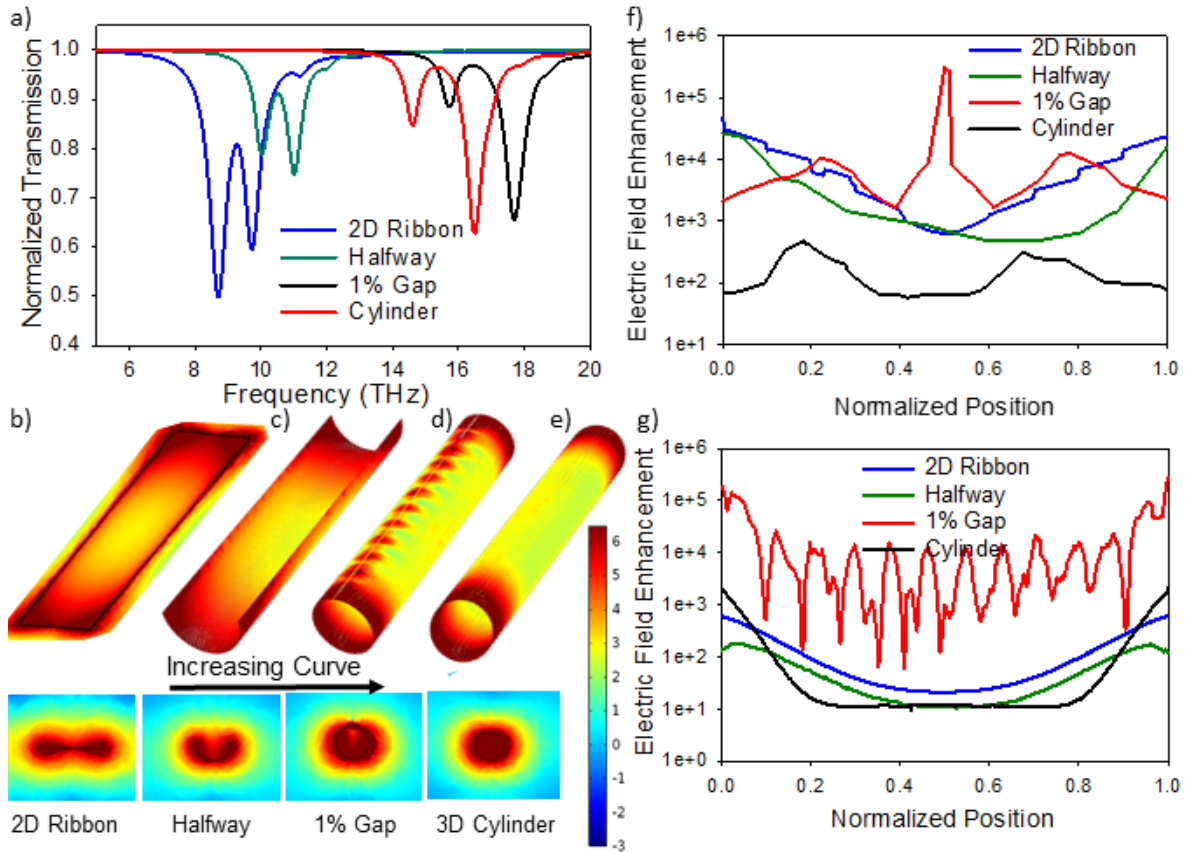 a)
Normalized Transmission
1.0
0.9
0.8
0.7
0.6
0.5
0.4
2D Ribbon
Halfway
1% Gap
Cylinder
6 8 10 12 14 16 18 20
Frequency (THz)
f)
Electric Field Enhancement
1e+6
1e+5
1e+4
1e+3
1e+2
1e+1
2D Ribbon
Halfway
1% Gap
Cylinder
0.0 0.2 0.4 0.6 0.8 1.0
Normalized Position
b)
c)
d)
e)
Increasing Curve
6
5
4
3
2
1
0
-1
-2
-3
2D Ribbon
Halfway
1% Gap
3D Cylinder
g)
Electric Field Enhancement
1e+6
1e+5
1e+4
1e+3
1e+2
1e+1
1e+0
2D Ribbon
Halfway
1% Gap
Cylinder
0.0 0.2 0.4 0.6 0.8 1.0
Normalized Position